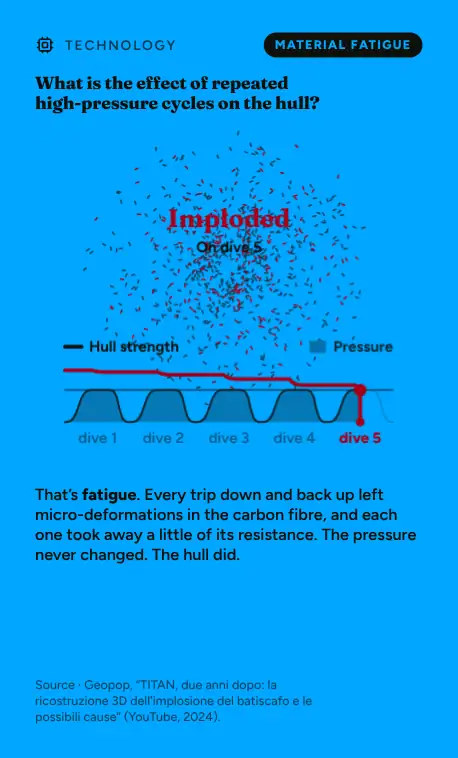 TECHNOLOGY
MATERIAL FATIGUE
What is the effect of repeated
high-pressure cycles on the hull?
Imploded
On dive 5
Hull strength
Pressure
dive 1
dive 2
dive 3
dive 4
dive 5
That's fatigue. Every trip down and back up left
micro-deformations in the carbon fibre, and each
one took away a little of its resistance. The pressure
never changed. The hull did.
Source · Geopop, "TITAN, due anni dopo: la
ricostruzione 3D dell'implosione del batiscafo e le
possibili cause" (YouTube, 2024).